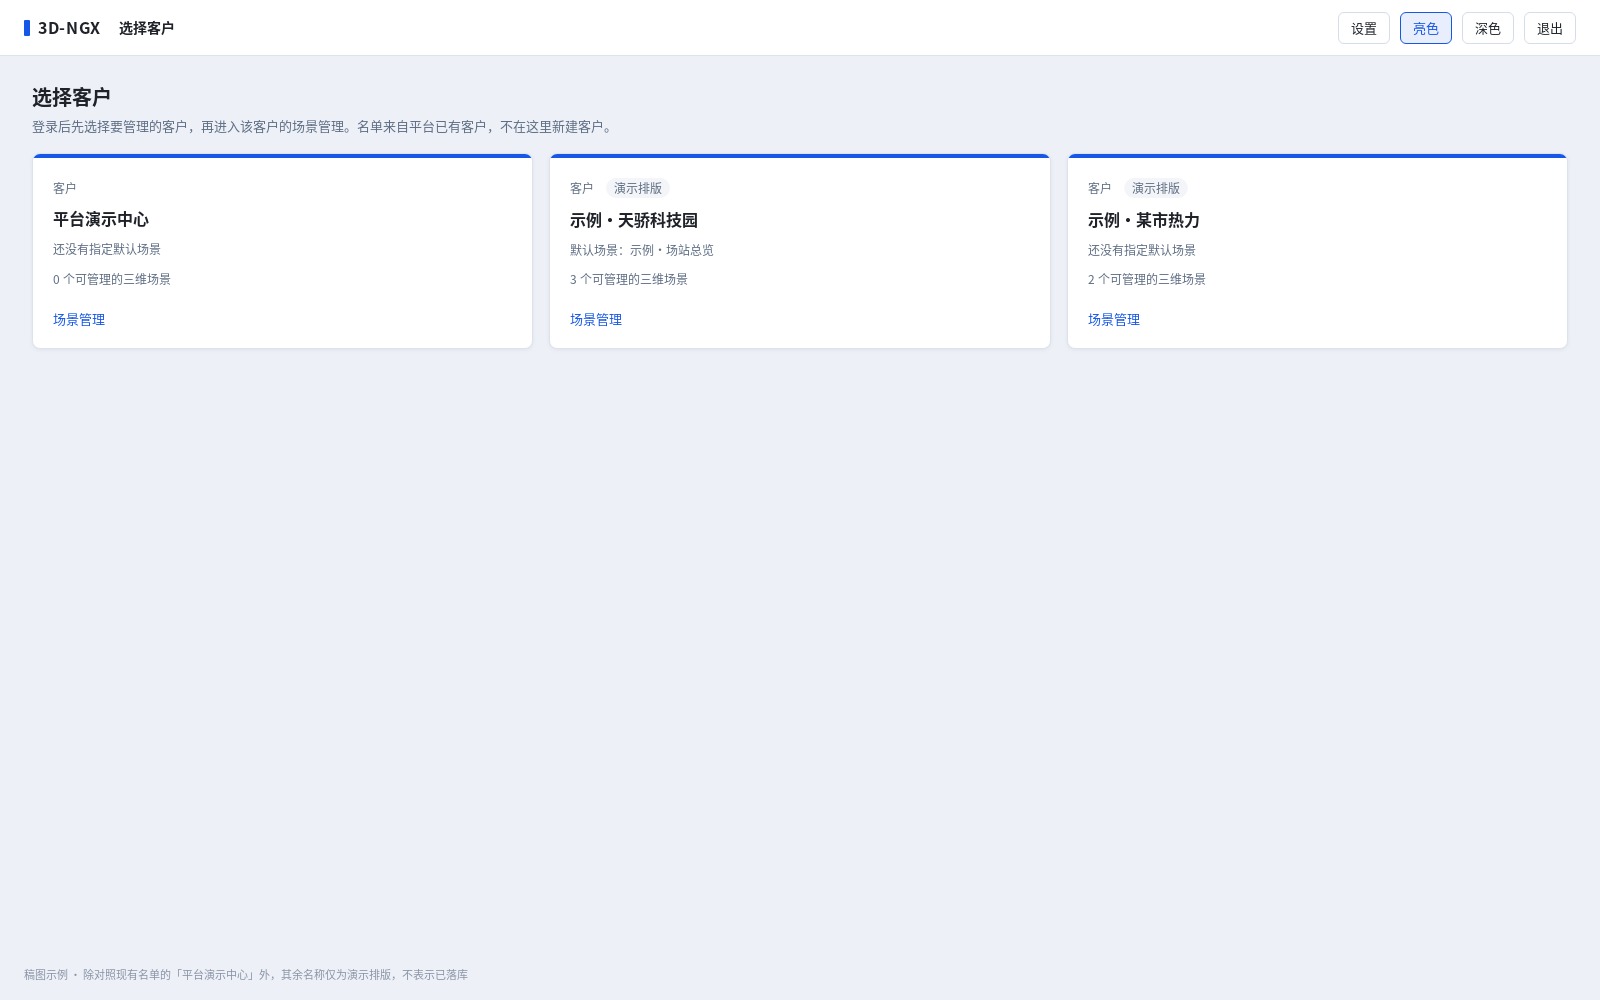 3D-NGX 选择客户 设置 亮色 深色 退出
选择客户
登录后先选择要管理的客户，再进入该客户的场景管理。名单来自平台已有客户，不在这里新建客户。
客户
平台演示中心
还没有指定默认场景
0 个可管理的三维场景
场景管理
客户 演示排版
示例・天骄科技园
默认场景：示例・场站总览
3 个可管理的三维场景
场景管理
客户 演示排版
示例・某市热力
还没有指定默认场景
2 个可管理的三维场景
场景管理
稿图示例 · 除对照现有名单的「平台演示中心」外，其余名称仅为演示排版，不表示已落库